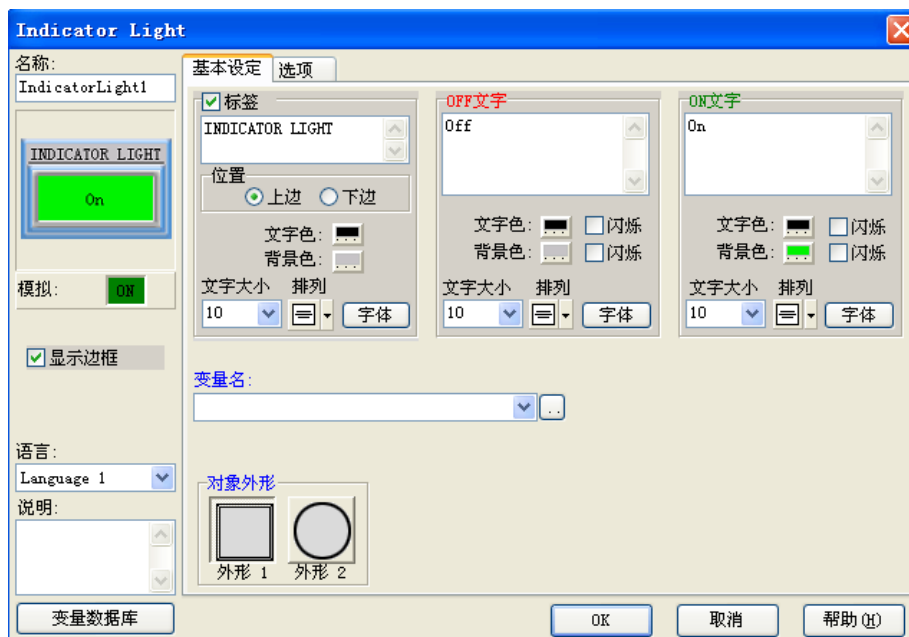 Indicator Light
名称:
IndicatorLight1
INDICATOR LIGHT
On
模拟: ON
显示边框
语言:
Language 1
说明:
变量数据库
基本设定 选项
标签
INDICATOR LIGHT
位置
上边 下边
文字色:
背景色:
文字大小 排列
10 字体
OFF文字
Off
文字色: 闪烁
背景色: 闪烁
文字大小 排列
10 字体
ON文字
On
文字色: 闪烁
背景色: 闪烁
文字大小 排列
10 字体
变量名:
..
对象外形
外形 1 外形 2
OK 取消 帮助(H)